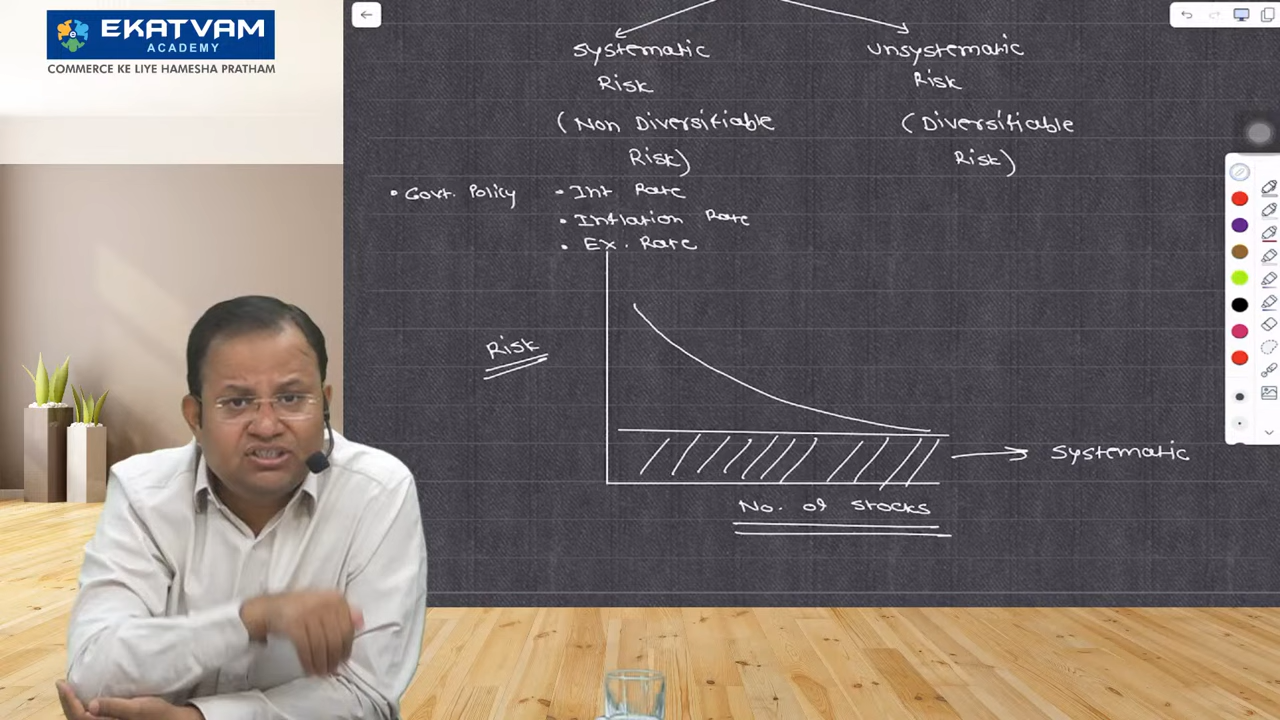 EKATVAM
ACADEMY
COMMERCE KE LIYE HAMESHA PRATHAM
Systematic
Risk
(Non Diversifiable
Risk)
Unsystematic
Risk
(Diversifiable
Risk)
• Govt. Policy
• Int Rate
• Inflation Rate
• Ex. Rate
Risk
Systematic
No. of stocks